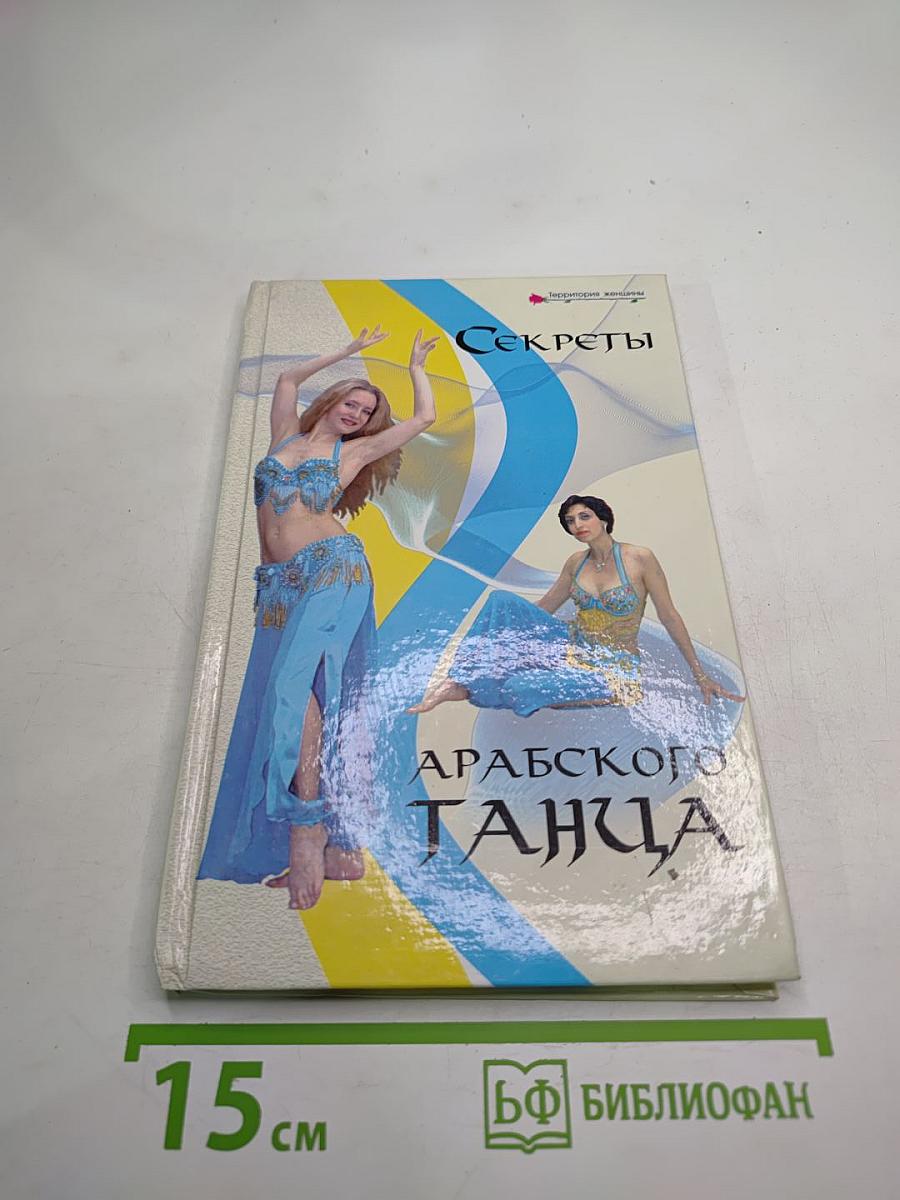 Территория женщины
Секреты
арабского
танца
15 см
БФ БИБЛИОФАН